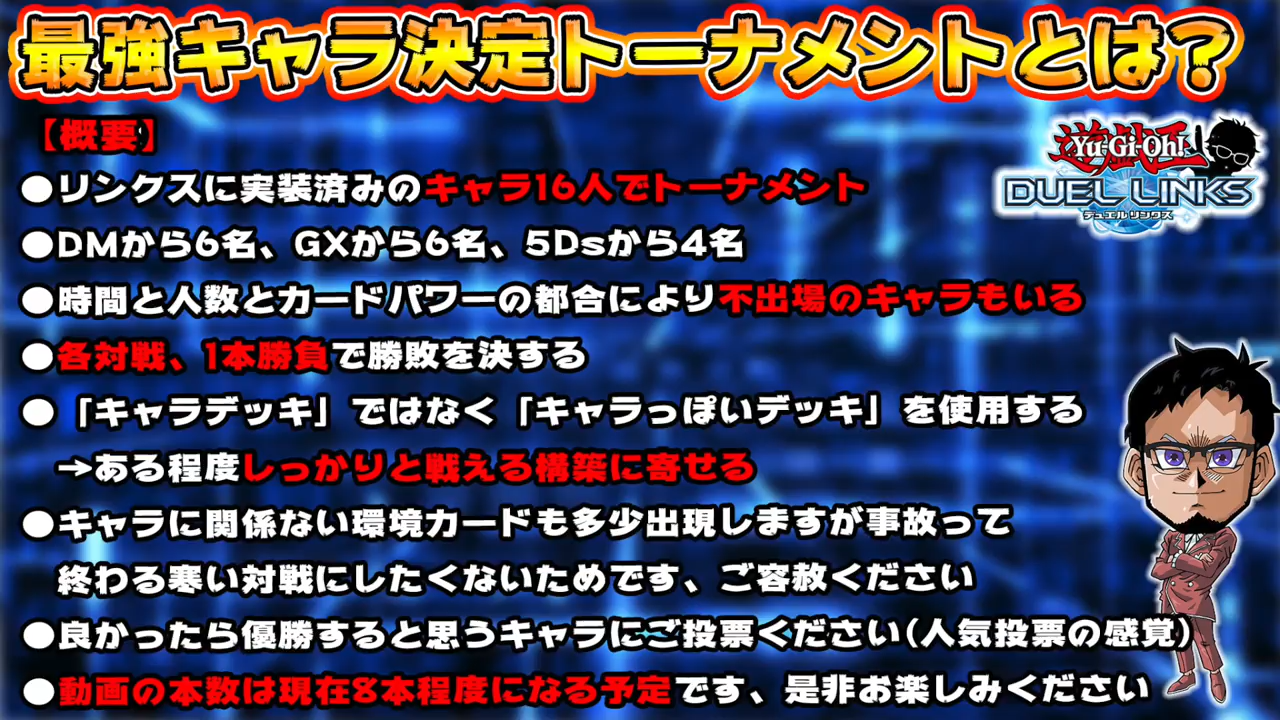 最強キャラ決定トーナメントとは？
【概要】
●リンクスに実装済みのキャラ16人でトーナメント
●DMから6名、GXから6名、5Dsから4名
●時間と人数とカードパワーの都合により不出場のキャラもいる
●各対戦、1本勝負で勝敗を決する
●「キャラデッキ」ではなく「キャラっぽいデッキ」を使用する
→ある程度しっかりと戦える構築に寄せる
●キャラに関係ない環境カードも多少出現しますが事故って
終わる寒い対戦にしたくないためです、ご容赦ください
●良かったら優勝すると思うキャラにご投票ください(人気投票の感覚)
●動画の本数は現在8本程度になる予定です、是非お楽しみください
遊戯王
Yu-Gi-Oh!
DUEL LINKS
デュエル リンクス